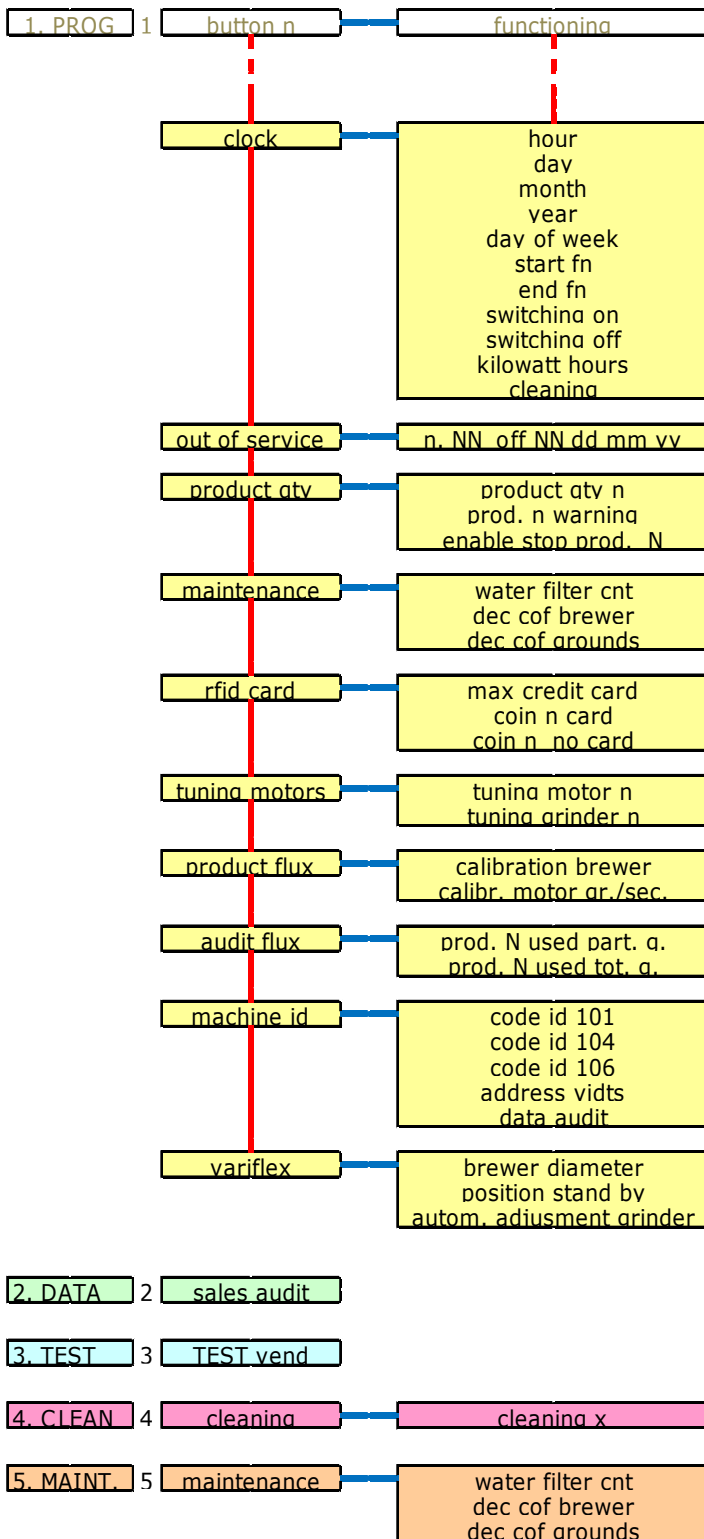 1. PROG 1 button n functioning
clock hour
day
month
year
day of week
start fn
end fn
switching on
switching off
kilowatt hours
cleaning
out of service n. NN off NN dd mm yy
product qty product qty n
prod. n warning
enable stop prod. N
maintenance water filter cnt
dec cof brewer
dec cof grounds
rfid card max credit card
coin n card
coin n no card
tuning motors tuning motor n
tuning grinder n
product flux calibration brewer
calibr. motor gr./sec.
audit flux prod. N used part. g.
prod. N used tot. g.
machine id code id 101
code id 104
code id 106
address vidts
data audit
variflex brewer diameter
position stand by
autom. adjusment grinder
2. DATA 2 sales audit
3. TEST 3 TEST vend
4. CLEAN 4 cleaning cleaning x
5. MAINT. 5 maintenance water filter cnt
dec cof brewer
dec cof grounds